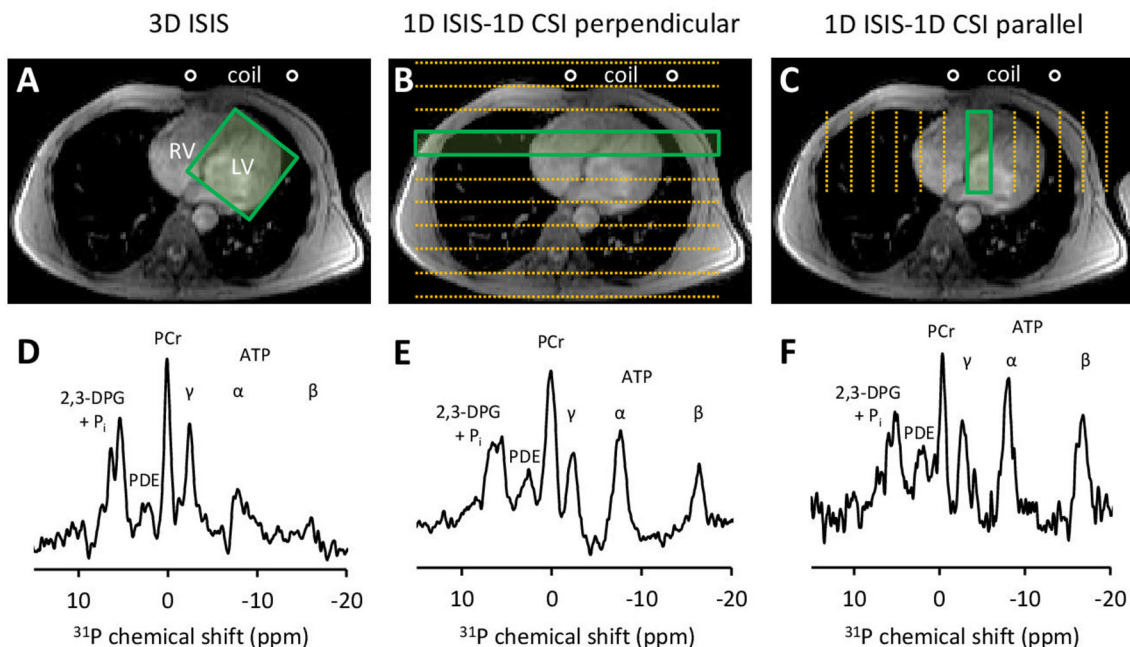 3D ISIS
1D ISIS-1D CSI perpendicular
1D ISIS-1D CSI parallel
A
coil
RV
LV
B
coil
C
coil
D
PCr
ATP
γ
α
β
2,3-DPG
+ Pi
PDE
10
0
-10
-20
31P chemical shift (ppm)
E
PCr
ATP
γ
α
β
2,3-DPG
+ Pi
PDE
10
0
-10
-20
31P chemical shift (ppm)
F
PCr
ATP
γ
α
β
2,3-DPG
+ Pi
PDE
10
0
-10
-20
31P chemical shift (ppm)